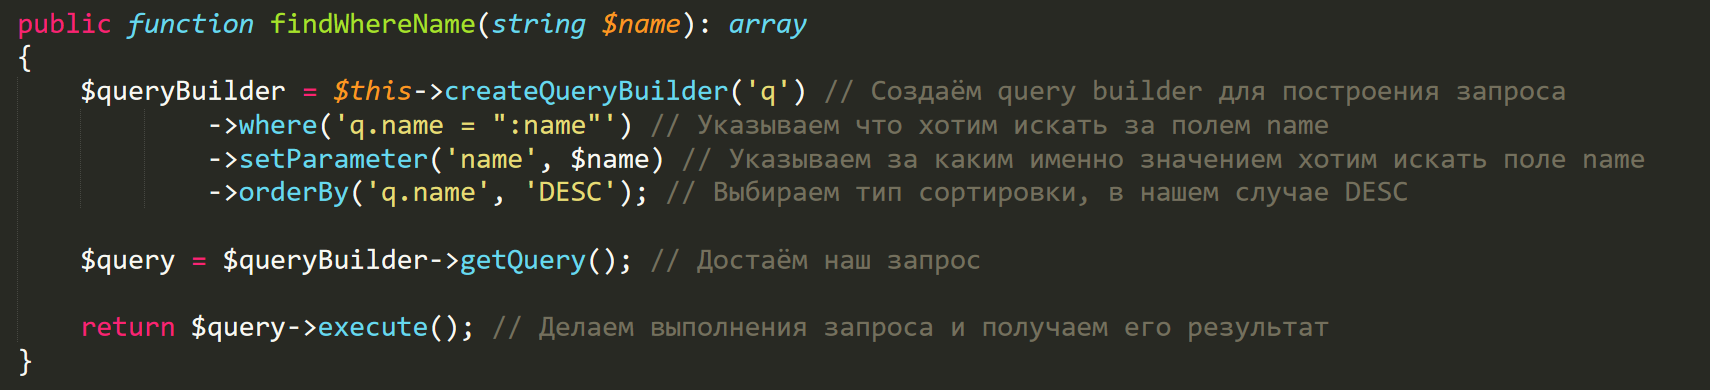 public function findWhereName(string $name): array
{
    $queryBuilder = $this->createQueryBuilder('q') // Создаём query builder для построения запроса
            ->where('q.name = ":name"') // Указываем что хотим искать за полем name
            ->setParameter('name', $name) // Указываем за каким именно значением хотим искать поле name
            ->orderBy('q.name', 'DESC'); // Выбираем тип сортировки, в нашем случае DESC

    $query = $queryBuilder->getQuery(); // Достаём наш запрос

    return $query->execute(); // Делаем выполнения запроса и получаем его результат
}